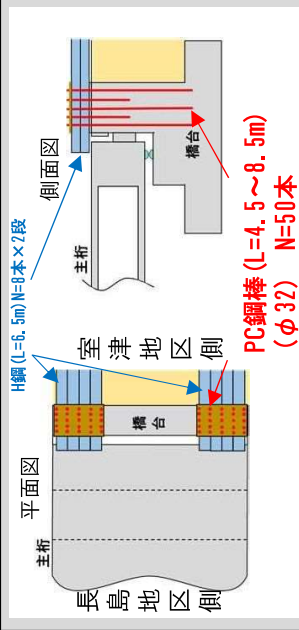 平面図
主桁
長島地区側
橋台
室津地区側
H鋼(L=6.5m)N=8本×2段
側面図
主桁
橋台
PC鋼棒(L=4.5～8.5m)
(φ32) N=50本